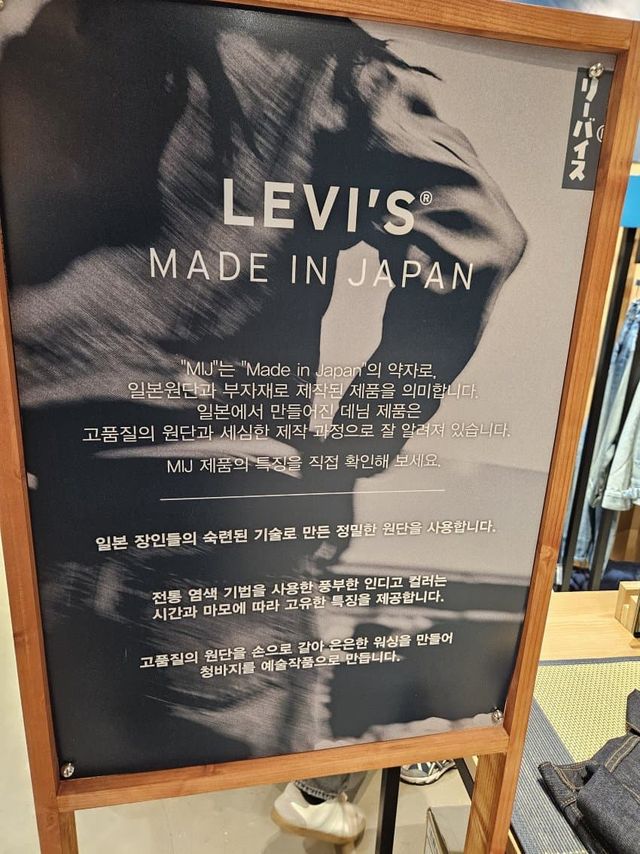 リーバイス®
LEVI'S®
MADE IN JAPAN
"MIJ"는 "Made in Japan"의 약자로,
일본원단과 부자재로 제작된 제품을 의미합니다.
일본에서 만들어진 데님 제품은
고품질의 원단과 세심한 제작 과정으로 잘 알려져 있습니다.
MIJ 제품의 특징을 직접 확인해 보세요.
일본 장인들의 숙련된 기술로 만든 정밀한 원단을 사용합니다.
전통 염색 기법을 사용한 풍부한 인디고 컬러는
시간과 마모에 따라 고유한 특징을 제공합니다.
고품질의 원단을 손으로 갈아 은은한 워싱을 만들어
청바지를 예술작품으로 만듭니다.